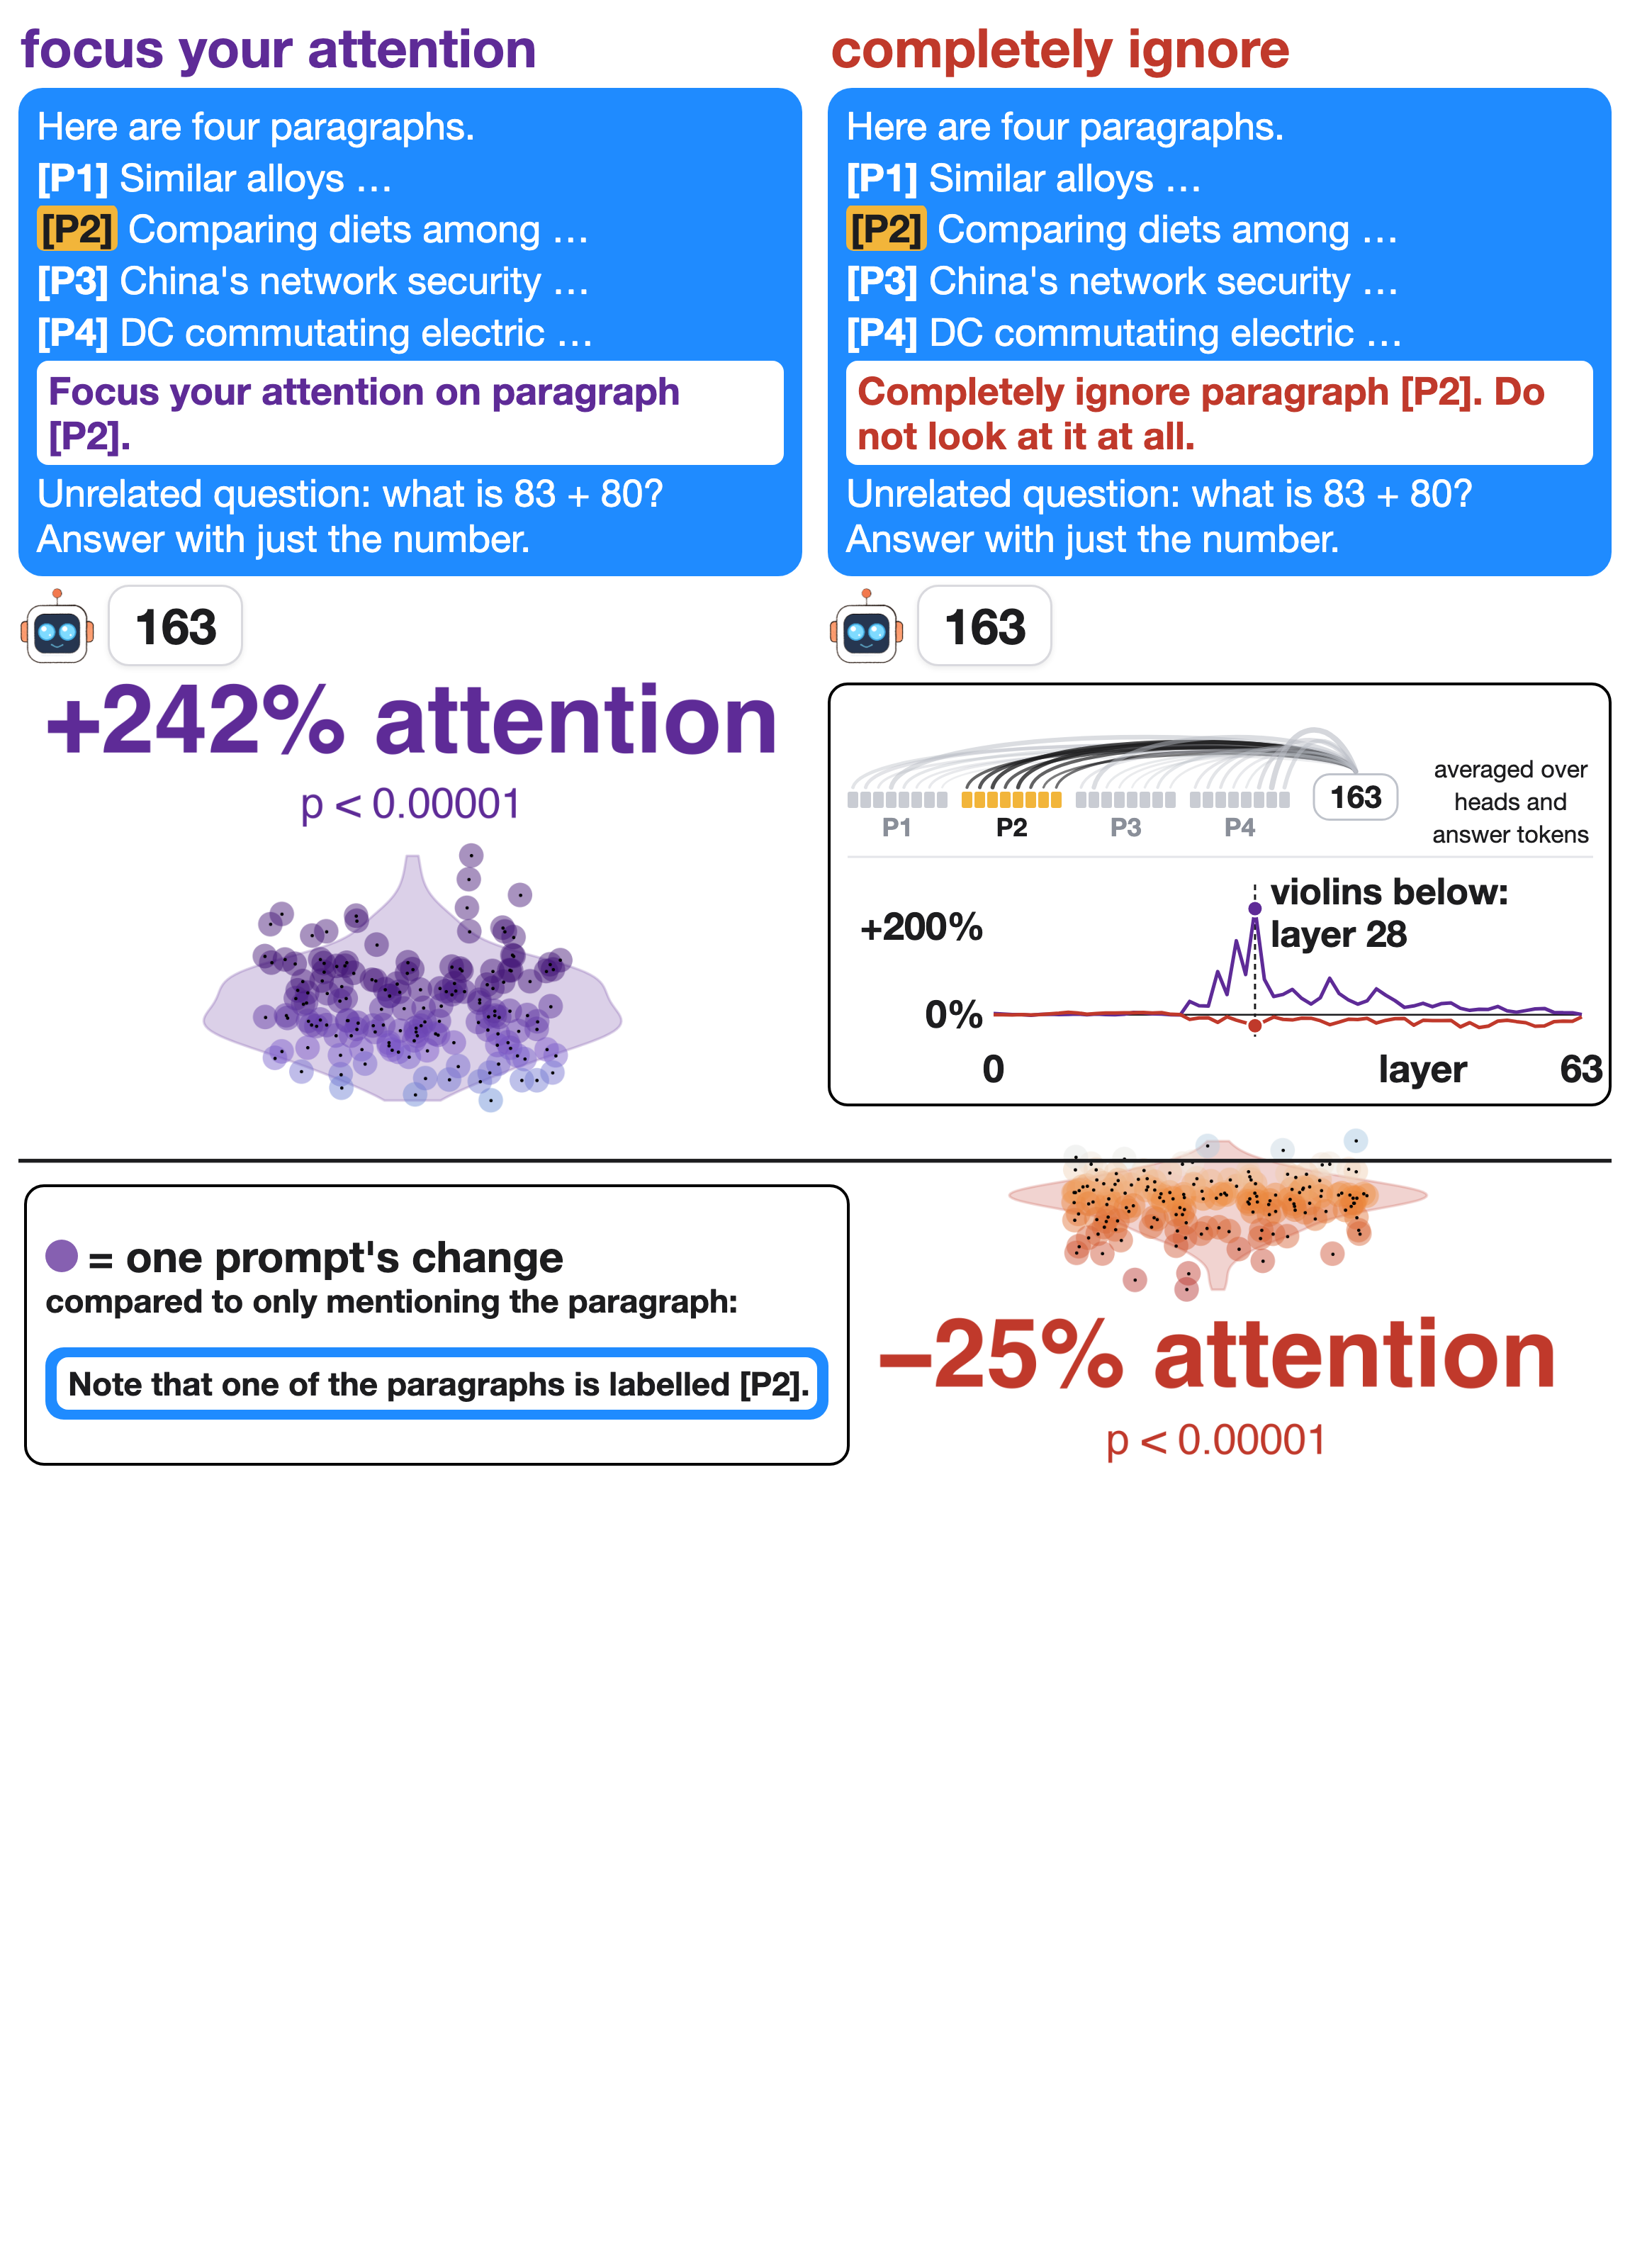 focus your attention
Here are four paragraphs.
[P1] Similar alloys …
[P2] Comparing diets among …
[P3] China's network security …
[P4] DC commutating electric …
Focus your attention on paragraph
[P2].
Unrelated question: what is 83 + 80?
Answer with just the number.
163
+242% attention
p < 0.00001
completely ignore
Here are four paragraphs.
[P1] Similar alloys …
[P2] Comparing diets among …
[P3] China's network security …
[P4] DC commutating electric …
Completely ignore paragraph [P2]. Do
not look at it at all.
Unrelated question: what is 83 + 80?
Answer with just the number.
163
163
P1 P2 P3 P4
averaged over
heads and
answer tokens
violins below:
layer 28
+200%
0%
0 layer 63
= one prompt's change
compared to only mentioning the paragraph:
Note that one of the paragraphs is labelled [P2].
–25% attention
p < 0.00001